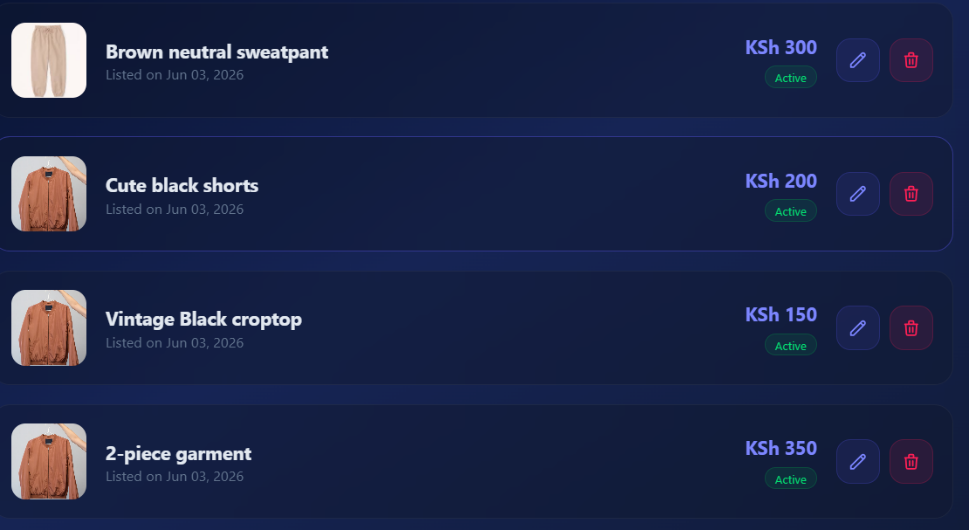 Brown neutral sweatpant
Listed on Jun 03, 2026
KSh 300
Active
Cute black shorts
Listed on Jun 03, 2026
KSh 200
Active
Vintage Black croptop
Listed on Jun 03, 2026
KSh 150
Active
2-piece garment
Listed on Jun 03, 2026
KSh 350
Active